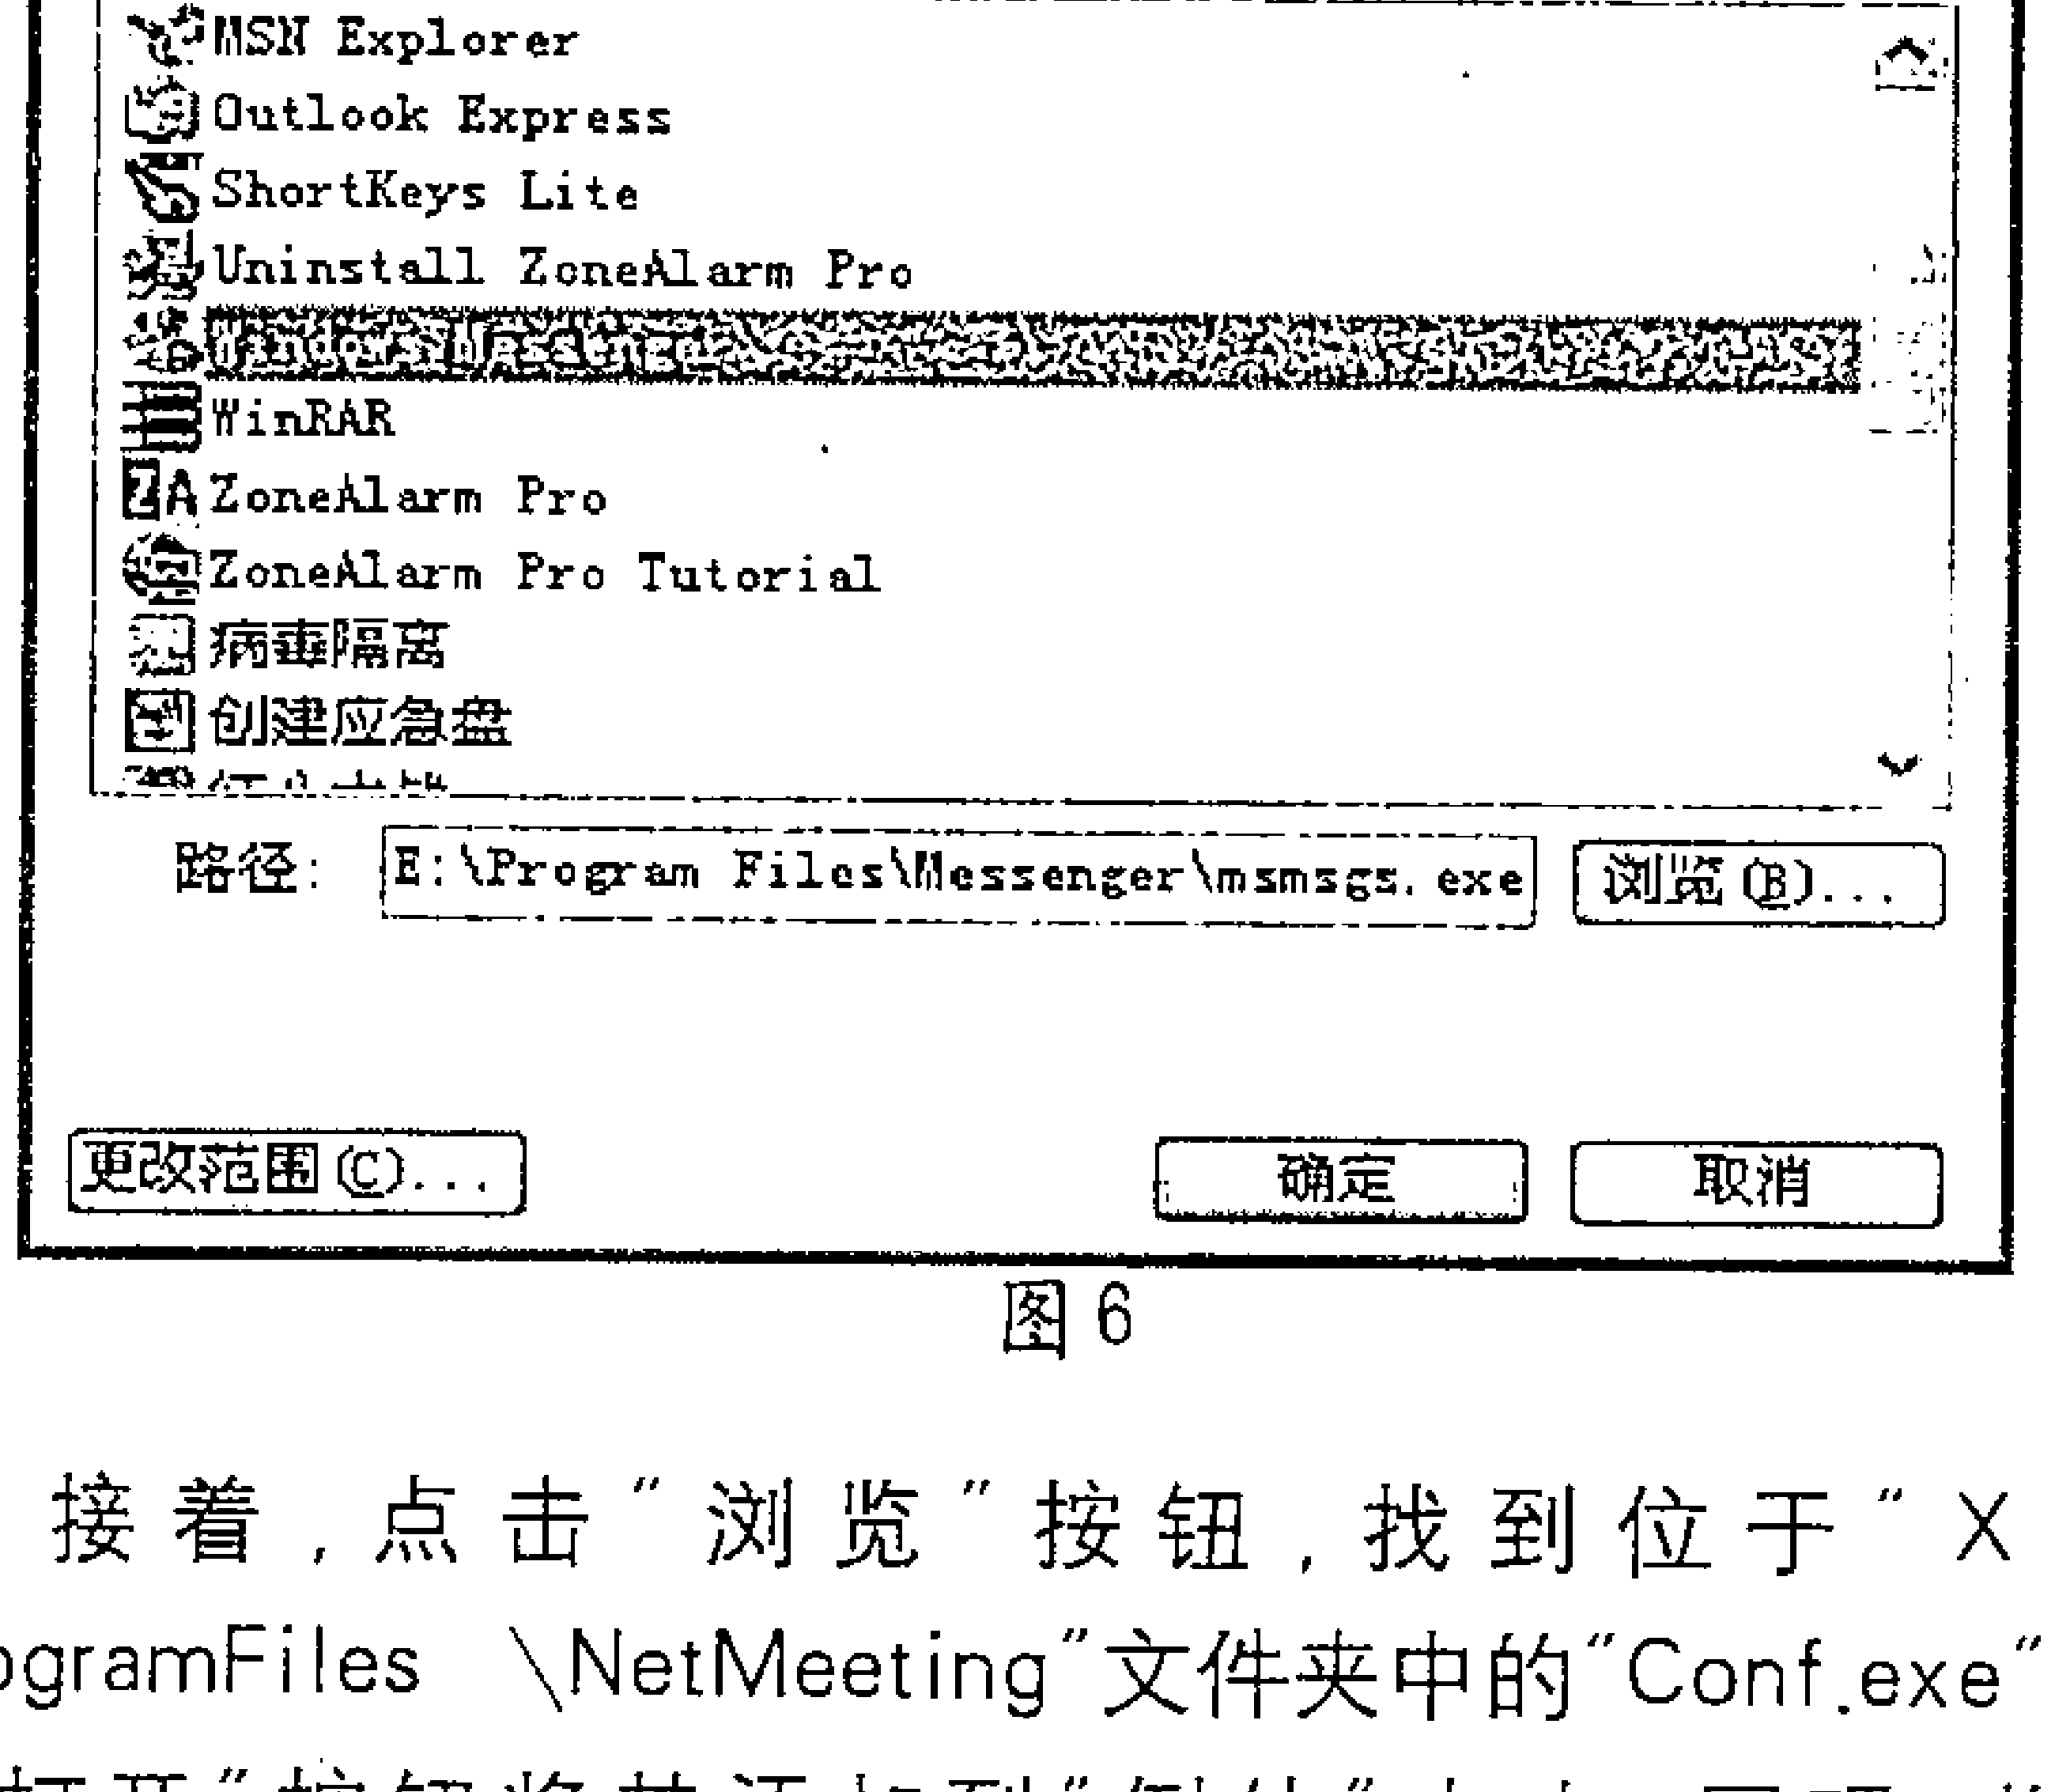 MSN Explorer
Outlook Express
ShortKeys Lite
Uninstall ZoneAlarm Pro
Windows Messenger
WinRAR
ZA ZoneAlarm Pro
ZoneAlarm Pro Tutorial
病毒隔离
创建应急盘
路径: E:\Program Files\Messenger\msmsgs.exe 浏览(B)...
更改范围(C)... 确定 取消
图 6
接着,点击"浏览"按钮,找到位于"X
ogramFiles \NetMeeting"文件夹中的"Conf.exe"